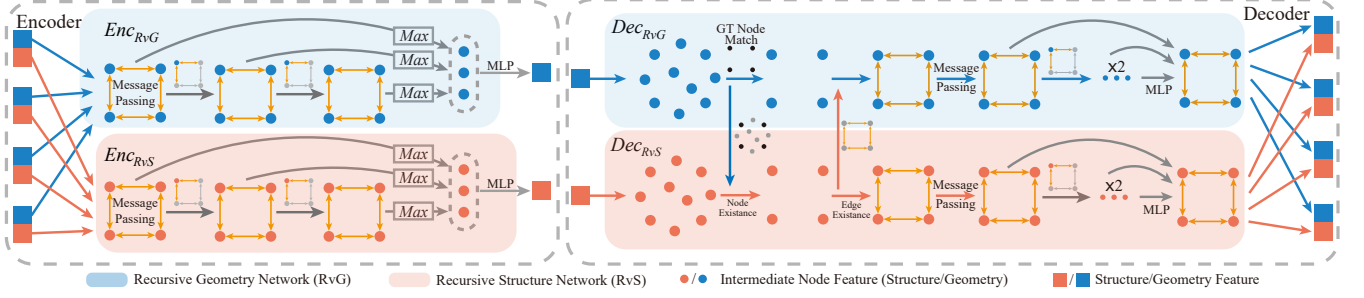 Encoder
Enc_RvG
Message
Passing
Max
Max
Max
MLP
Enc_RvS
Message
Passing
Max
Max
Max
MLP
Decoder
Dec_RvG
GT Node
Match
Message
Passing
x2
MLP
Dec_RvS
Node
Existance
Edge
Existance
Message
Passing
x2
MLP
Recursive Geometry Network (RvG)
Recursive Structure Network (RvS)
/ Intermediate Node Feature (Structure/Geometry)
/ Structure/Geometry Feature